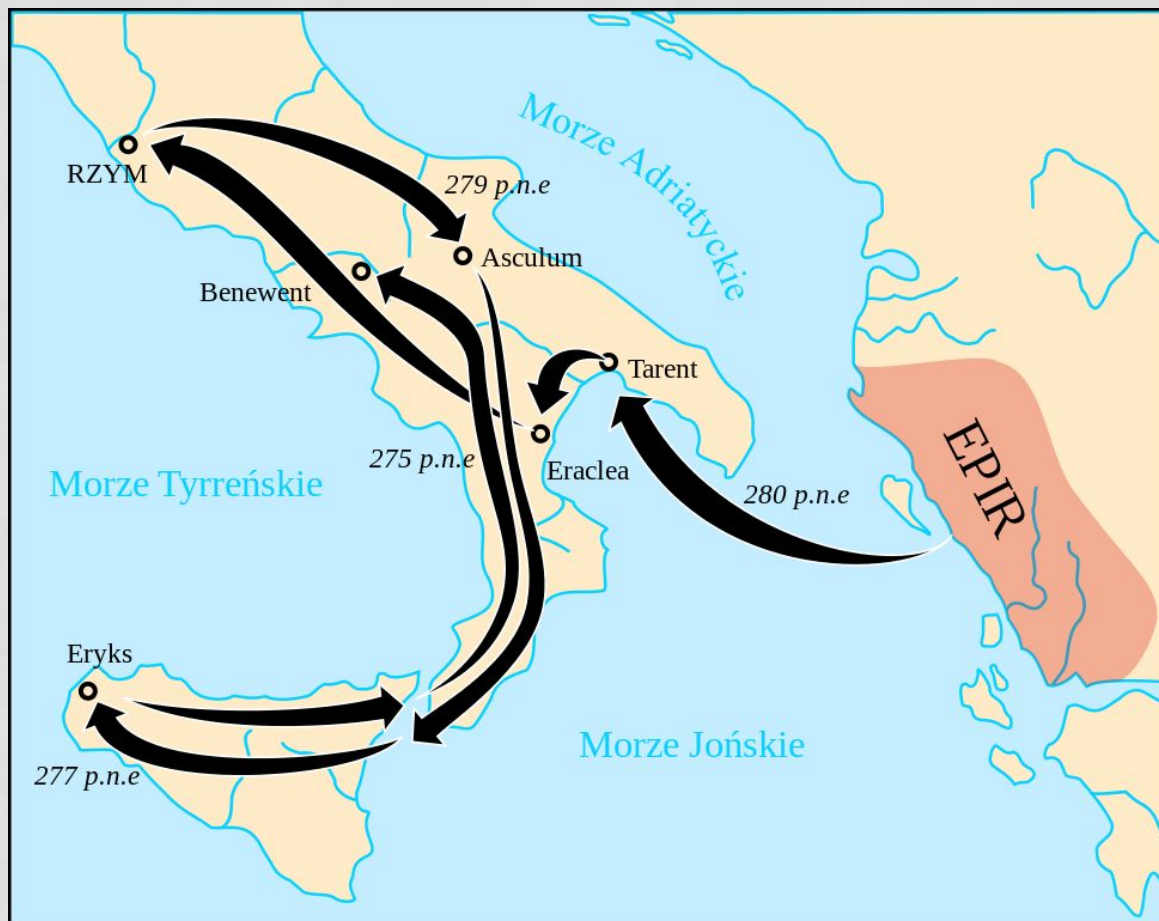 Morze Adriatyckie
RZYM
279 p.n.e
Asculum
Benewent
Tarent
275 p.n.e
Eraclea
EPIR
Morze Tyrreńskie
280 p.n.e
Eryks
Morze Jońskie
277 p.n.e